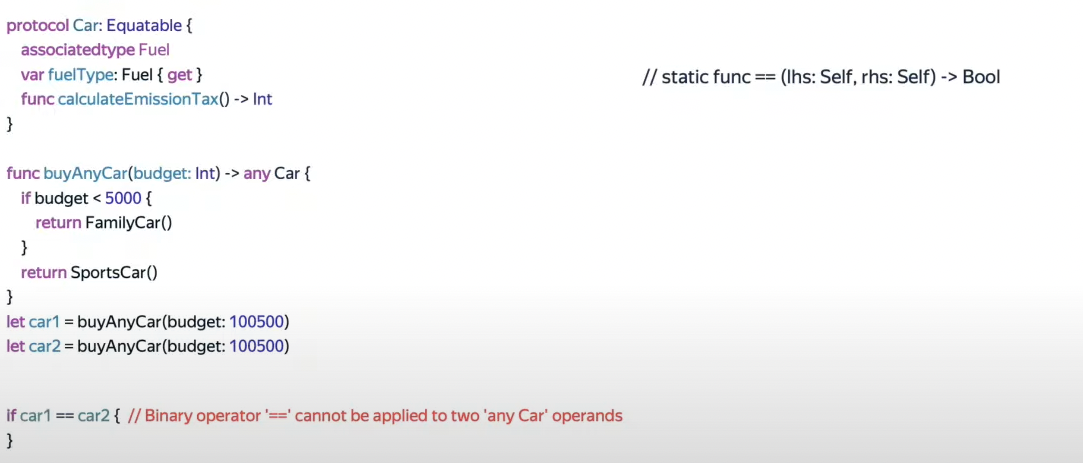 protocol Car: Equatable {
associatedtype Fuel
var fuelType: Fuel { get }
// static func == (lhs: Self, rhs: Self) -> Bool
func calculateEmissionTax() -> Int
}
func buyAnyCar(budget: Int) -> any Car {
if budget < 5000 {
return FamilyCar()
}
return SportsCar()
}
let car1 = buyAnyCar(budget: 100500)
let car2 = buyAnyCar(budget: 100500)
if car1 == car2 { // Binary operator '==' cannot be applied to two 'any Car' operands
}